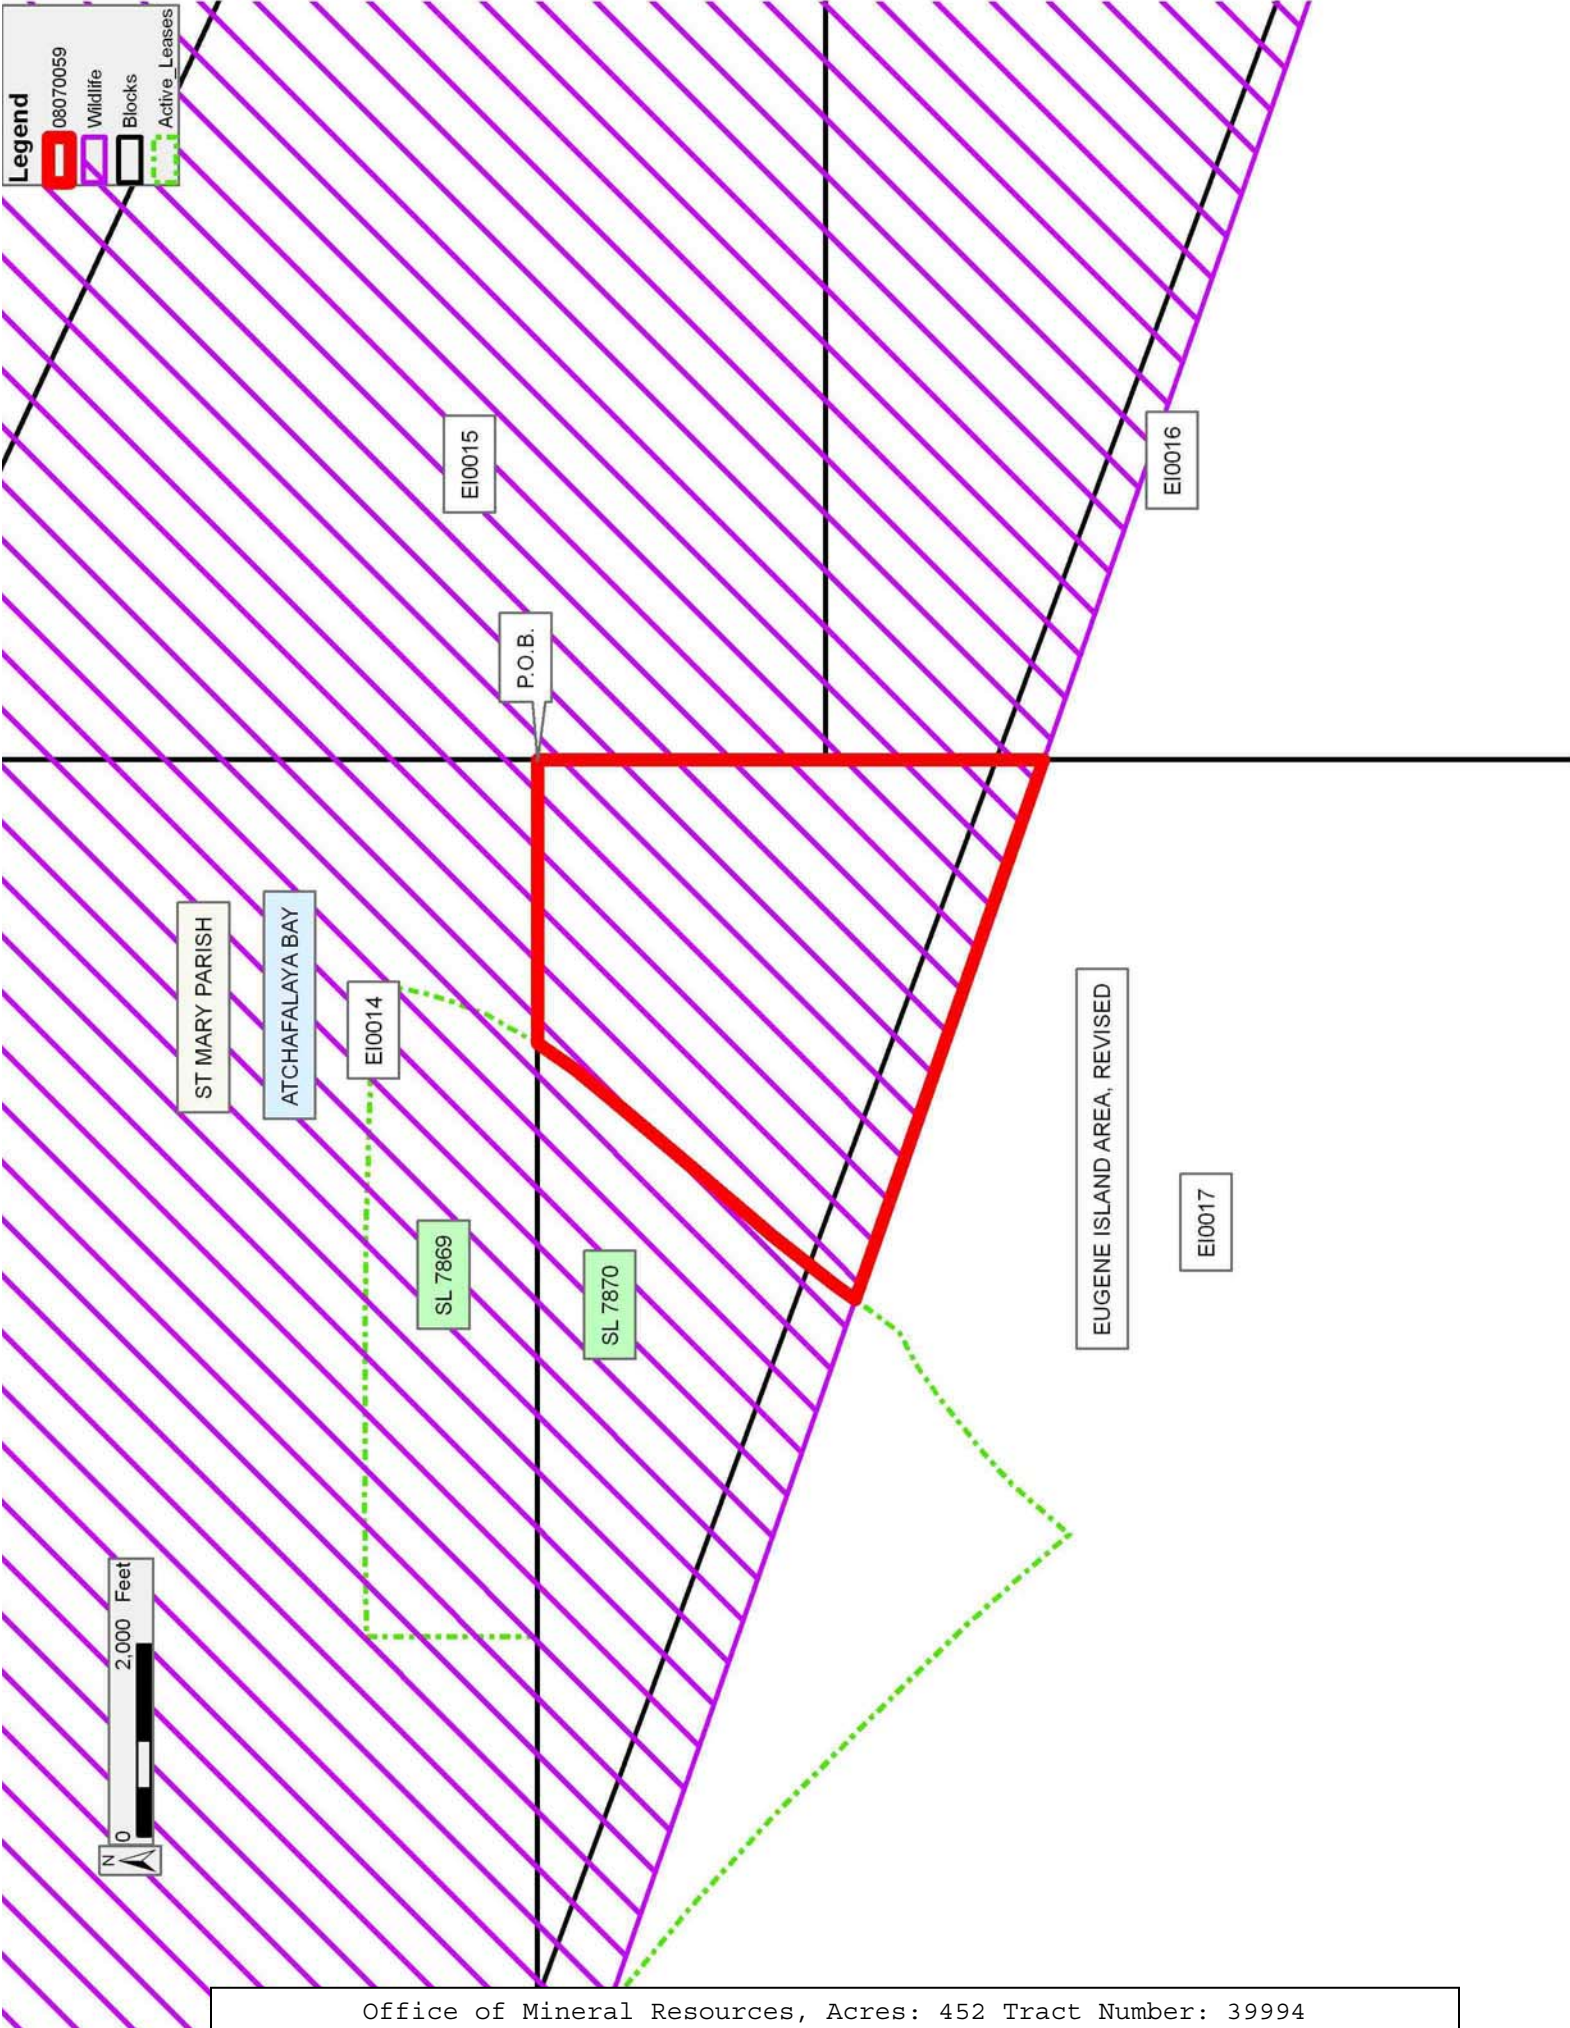 Legend
08070059
Wildlife
Blocks
Active_Leases
EI0015
EI0016
P.O.B.
ST MARY PARISH
ATCHAFALAYA BAY
EI0014
SL 7869
SL 7870
EUGENE ISLAND AREA, REVISED
EI0017
N
0 2,000 Feet
Office of Mineral Resources, Acres: 452 Tract Number: 39994